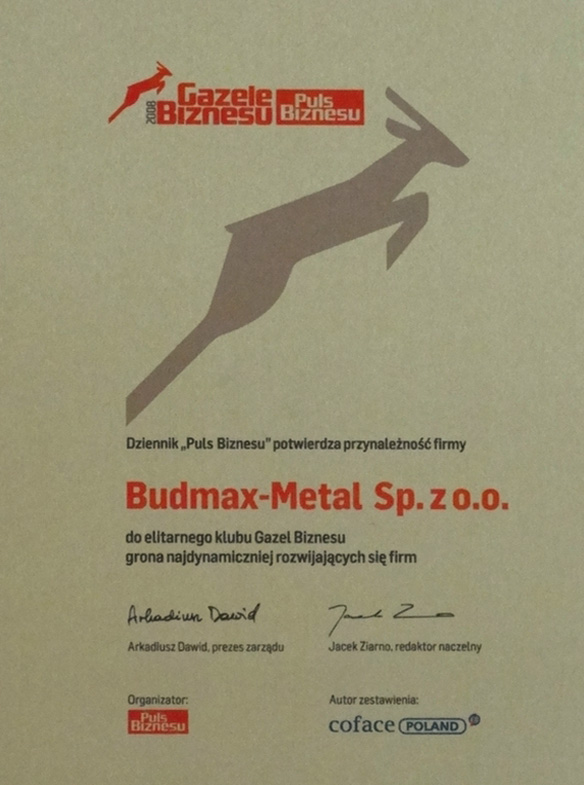 2008
Gazele
Biznesu
Puls
Biznesu
Dziennik „Puls Biznesu” potwierdza przynależność firmy
Budmax-Metal Sp. z o.o.
do elitarnego klubu Gazel Biznesu
grona najdynamiczniej rozwijających się firm
Arkadiusz Dawid
Arkadiusz Dawid, prezes zarządu
Jacek Ziarno, redaktor naczelny
Organizator:
Puls
Biznesu
Autor zestawienia:
coface POLAND